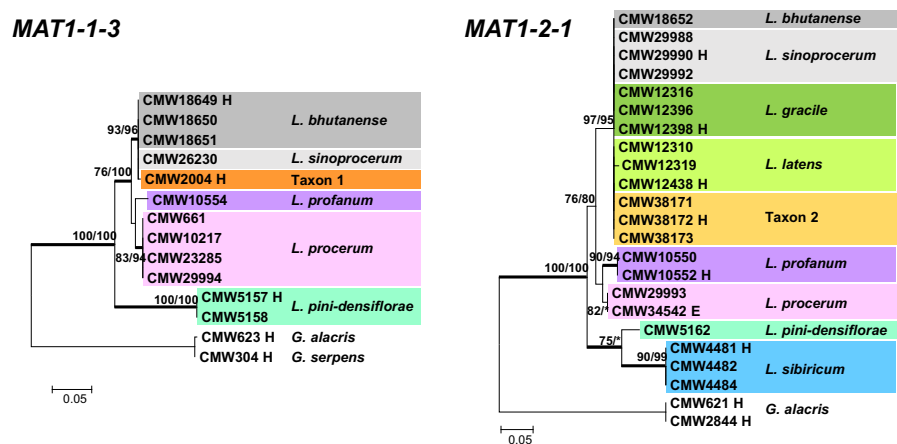 MAT1-1-3
93/96
76/100
100/100
83/94
100/100
CMW18649 H
CMW18650 L. bhutanense
CMW18651
CMW26230 L. sinoprocerum
CMW2004 H Taxon 1
CMW10554 L. profanum
CMW661
CMW10217 L. procerum
CMW23285
CMW29994
CMW5157 H L. pini-densiflorae
CMW5158
CMW623 H G. alacris
CMW304 H G. serpens
0.05
MAT1-2-1
97/95
76/80
90/94
100/100
82/*
75/*
90/99
CMW18652 L. bhutanense
CMW29988
CMW29990 H L. sinoprocerum
CMW29992
CMW12316
CMW12396 L. gracile
CMW12398 H
CMW12310
CMW12319 L. latens
CMW12438 H
CMW38171
CMW38172 H Taxon 2
CMW38173
CMW10550 L. profanum
CMW10552 H
CMW29993 L. procerum
CMW34542 E
CMW5162 L. pini-densiflorae
CMW4481 H
CMW4482 L. sibiricum
CMW4484
CMW621 H G. alacris
CMW2844 H
0.05